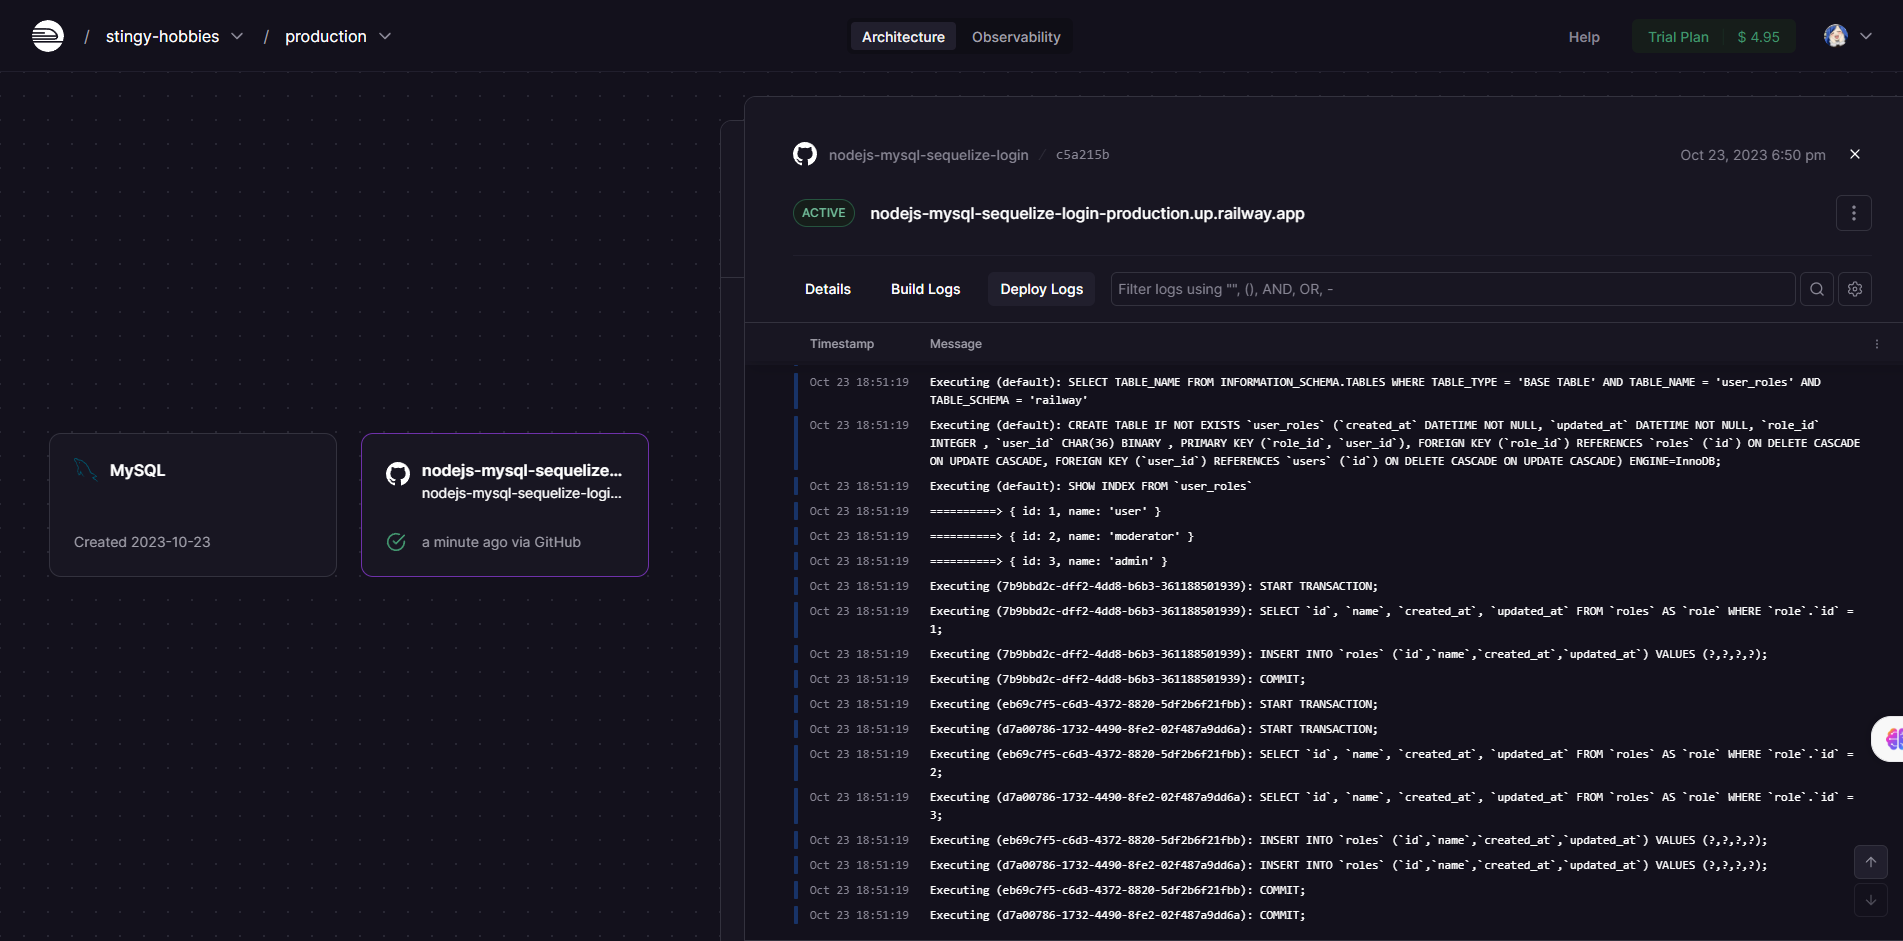 / stingy-hobbies / production
Architecture Observability
Help Trial Plan $ 4.95
nodejs-mysql-sequelize-login / c5a215b Oct 23, 2023 6:50 pm
ACTIVE nodejs-mysql-sequelize-login-production.up.railway.app
Details Build Logs Deploy Logs Filter logs using "", (), AND, OR, -
Timestamp Message
Oct 23 18:51:19 Executing (default): SELECT TABLE_NAME FROM INFORMATION_SCHEMA.TABLES WHERE TABLE_TYPE = 'BASE TABLE' AND TABLE_NAME = 'user_roles' AND
TABLE_SCHEMA = 'railway'
Oct 23 18:51:19 Executing (default): CREATE TABLE IF NOT EXISTS `user_roles` (`created_at` DATETIME NOT NULL, `updated_at` DATETIME NOT NULL, `role_id`
INTEGER , `user_id` CHAR(36) BINARY , PRIMARY KEY (`role_id`, `user_id`), FOREIGN KEY (`role_id`) REFERENCES `roles` (`id`) ON DELETE CASCADE
ON UPDATE CASCADE, FOREIGN KEY (`user_id`) REFERENCES `users` (`id`) ON DELETE CASCADE ON UPDATE CASCADE) ENGINE=InnoDB;
Oct 23 18:51:19 Executing (default): SHOW INDEX FROM `user_roles`
Oct 23 18:51:19 ==========> { id: 1, name: 'user' }
Oct 23 18:51:19 ==========> { id: 2, name: 'moderator' }
Oct 23 18:51:19 ==========> { id: 3, name: 'admin' }
Oct 23 18:51:19 Executing (7b9bbd2c-dff2-4dd8-b6b3-361188501939): START TRANSACTION;
Oct 23 18:51:19 Executing (7b9bbd2c-dff2-4dd8-b6b3-361188501939): SELECT `id`, `name`, `created_at`, `updated_at` FROM `roles` AS `role` WHERE `role`.`id` =
1;
Oct 23 18:51:19 Executing (7b9bbd2c-dff2-4dd8-b6b3-361188501939): INSERT INTO `roles` (`id`,`name`,`created_at`,`updated_at`) VALUES (?,?,?,?);
Oct 23 18:51:19 Executing (7b9bbd2c-dff2-4dd8-b6b3-361188501939): COMMIT;
Oct 23 18:51:19 Executing (eb69c7f5-c6d3-4372-8820-5df2b6f21fbb): START TRANSACTION;
Oct 23 18:51:19 Executing (d7a00786-1732-4490-8fe2-02f487a9dd6a): START TRANSACTION;
Oct 23 18:51:19 Executing (eb69c7f5-c6d3-4372-8820-5df2b6f21fbb): SELECT `id`, `name`, `created_at`, `updated_at` FROM `roles` AS `role` WHERE `role`.`id` =
2;
Oct 23 18:51:19 Executing (d7a00786-1732-4490-8fe2-02f487a9dd6a): SELECT `id`, `name`, `created_at`, `updated_at` FROM `roles` AS `role` WHERE `role`.`id` =
3;
Oct 23 18:51:19 Executing (eb69c7f5-c6d3-4372-8820-5df2b6f21fbb): INSERT INTO `roles` (`id`,`name`,`created_at`,`updated_at`) VALUES (?,?,?,?);
Oct 23 18:51:19 Executing (d7a00786-1732-4490-8fe2-02f487a9dd6a): INSERT INTO `roles` (`id`,`name`,`created_at`,`updated_at`) VALUES (?,?,?,?);
Oct 23 18:51:19 Executing (eb69c7f5-c6d3-4372-8820-5df2b6f21fbb): COMMIT;
Oct 23 18:51:19 Executing (d7a00786-1732-4490-8fe2-02f487a9dd6a): COMMIT;
MySQL
Created 2023-10-23
nodejs-mysql-sequelize...
nodejs-mysql-sequelize-logi...
a minute ago via GitHub